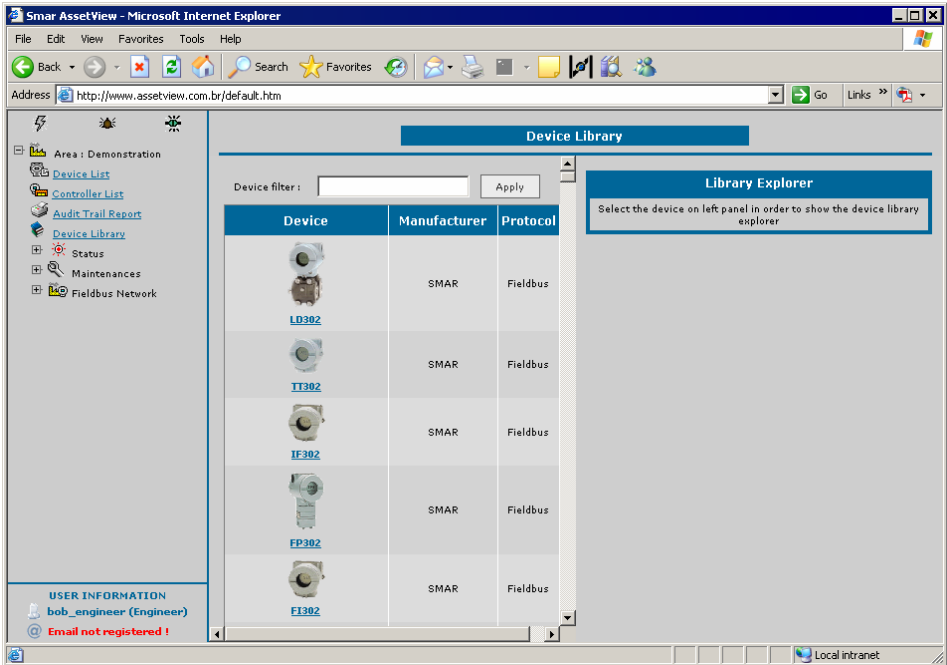 Smar AssetView - Microsoft Internet Explorer
File Edit View Favorites Tools Help
Back Search Favorites
Address http://www.assetview.com.br/default.htm Go Links »
Area : Demonstration
Device List
Controller List
Audit Trail Report
Device Library
Status
Maintenances
Fieldbus Network
USER INFORMATION
bob_engineer (Engineer)
@ Email not registered !
Device Library
Device filter : Apply
Device Manufacturer Protocol
LD302 SMAR Fieldbus
TT302 SMAR Fieldbus
IF302 SMAR Fieldbus
FP302 SMAR Fieldbus
FI302 SMAR Fieldbus
Library Explorer
Select the device on left panel in order to show the device library
explorer
Local intranet